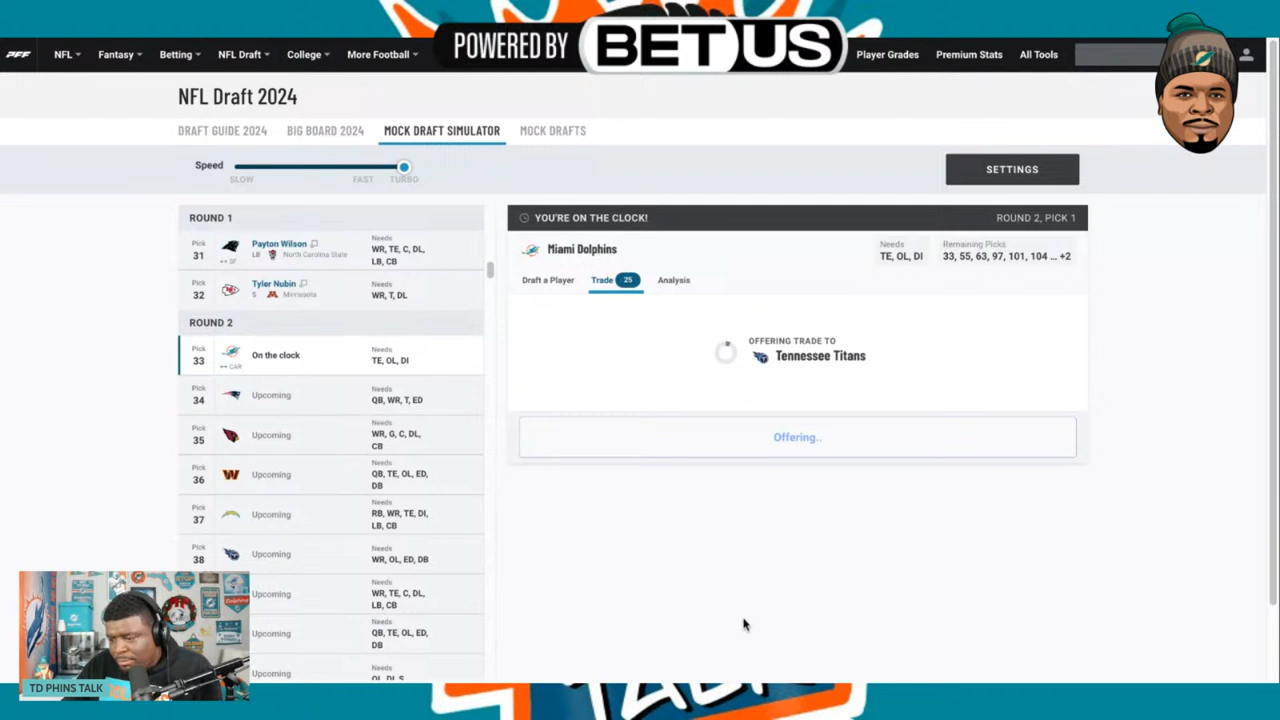 POWERED BY BET US
PFF NFL Fantasy Betting NFL Draft College More Football Player Grades Premium Stats All Tools
NFL Draft 2024
DRAFT GUIDE 2024 BIG BOARD 2024 MOCK DRAFT SIMULATOR MOCK DRAFTS
Speed
SLOW FAST TURBO
SETTINGS
ROUND 1
Pick 31 Payton Wilson Needs
LB North Carolina State WR, TE, C, DL,
SF LB, CB
Pick 32 Tyler Nubin Needs
S Minnesota WR, T, DL
ROUND 2
Pick 33 On the clock Needs
CAR TE, OL, DI
Pick 34 Upcoming Needs
QB, WR, T, ED
Pick 35 Upcoming Needs
WR, G, C, DL,
CB
Pick 36 Upcoming Needs
QB, TE, OL, ED,
DB
Pick 37 Upcoming Needs
RB, WR, TE, DI,
LB, CB
Pick 38 Upcoming Needs
WR, OL, ED, DB
Upcoming Needs
WR, TE, C, DL,
LB, CB
Upcoming Needs
QB, TE, OL, ED,
DB
Upcoming Needs
OL, DI, S
YOU'RE ON THE CLOCK! ROUND 2, PICK 1
Miami Dolphins
Needs
TE, OL, DI
Remaining Picks
33, 55, 63, 97, 101, 104 ... +2
Draft a Player Trade 25 Analysis
OFFERING TRADE TO
Tennessee Titans
Offering..
TD PHINS TALK
TALK